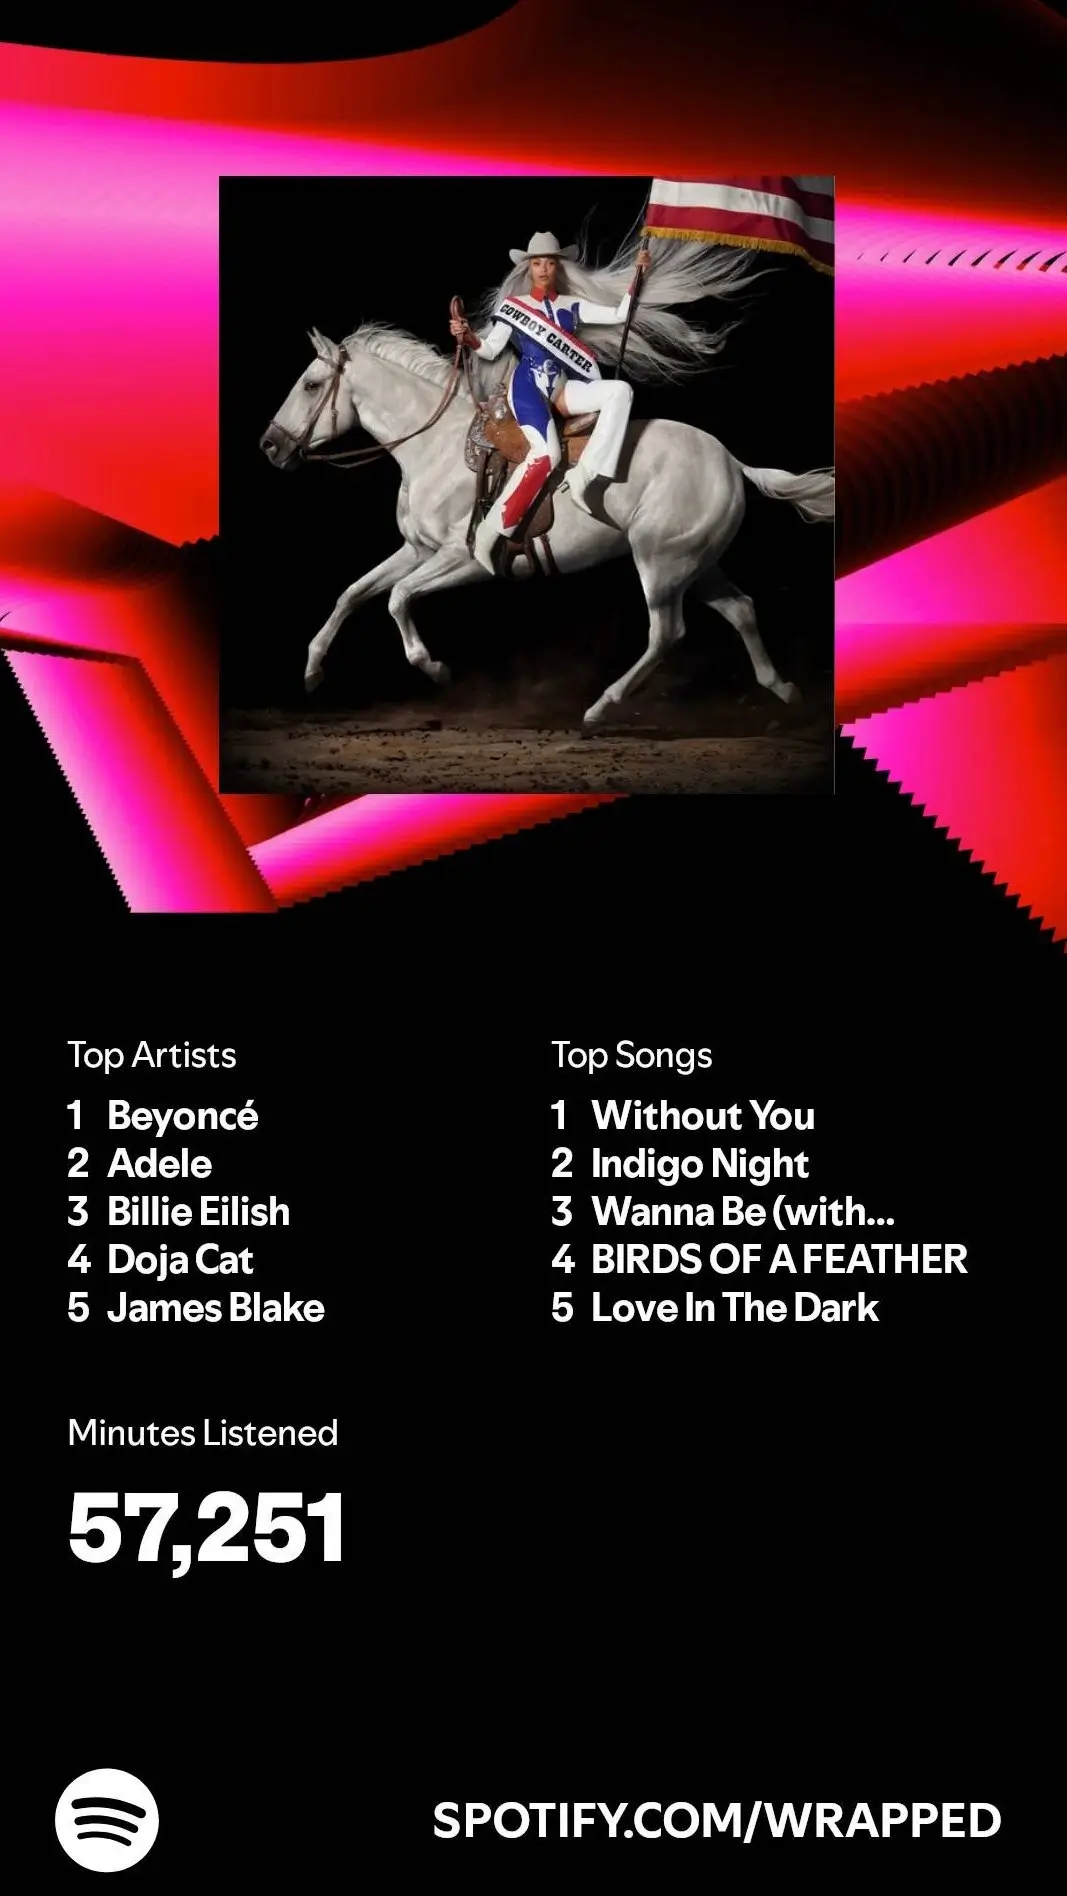 COWBOY CARTER
Top Artists
1 Beyoncé
2 Adele
3 Billie Eilish
4 Doja Cat
5 James Blake
Top Songs
1 Without You
2 Indigo Night
3 Wanna Be (with...
4 BIRDS OF A FEATHER
5 Love In The Dark
Minutes Listened
57,251
SPOTIFY.COM/WRAPPED